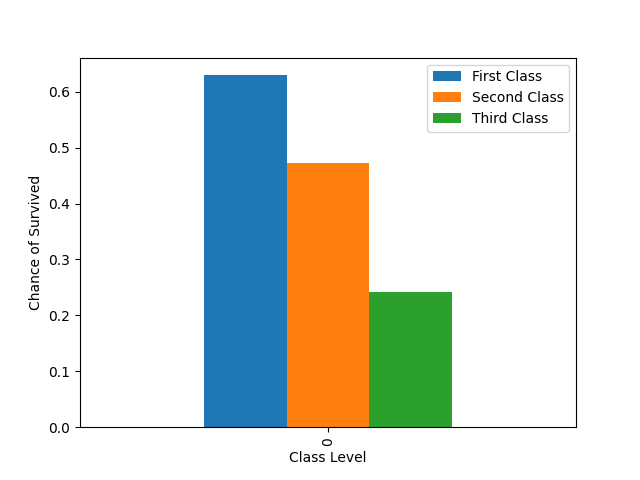 First Class
Second Class
Third Class
0.6
0.5
0.4
0.3
0.2
0.1
0.0
Chance of Survived
0
Class Level